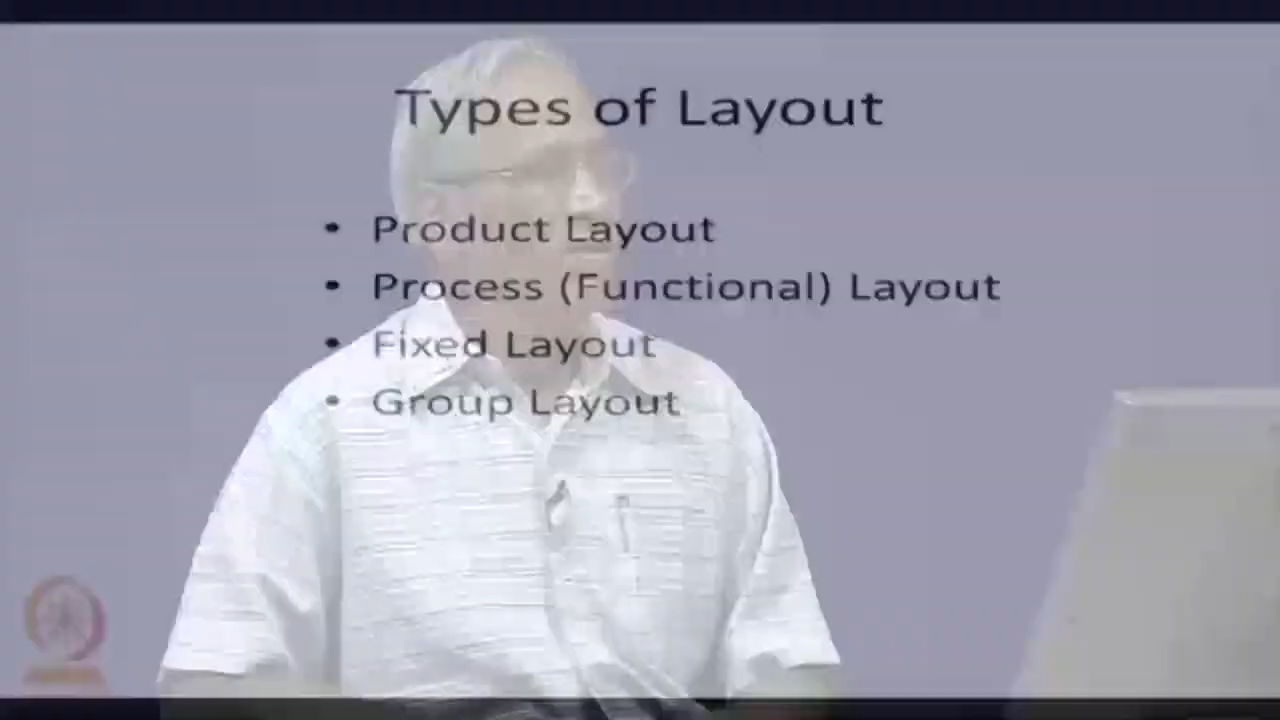 Types of Layout
• Product Layout
• Process (Functional) Layout
• Fixed Layout
• Group Layout